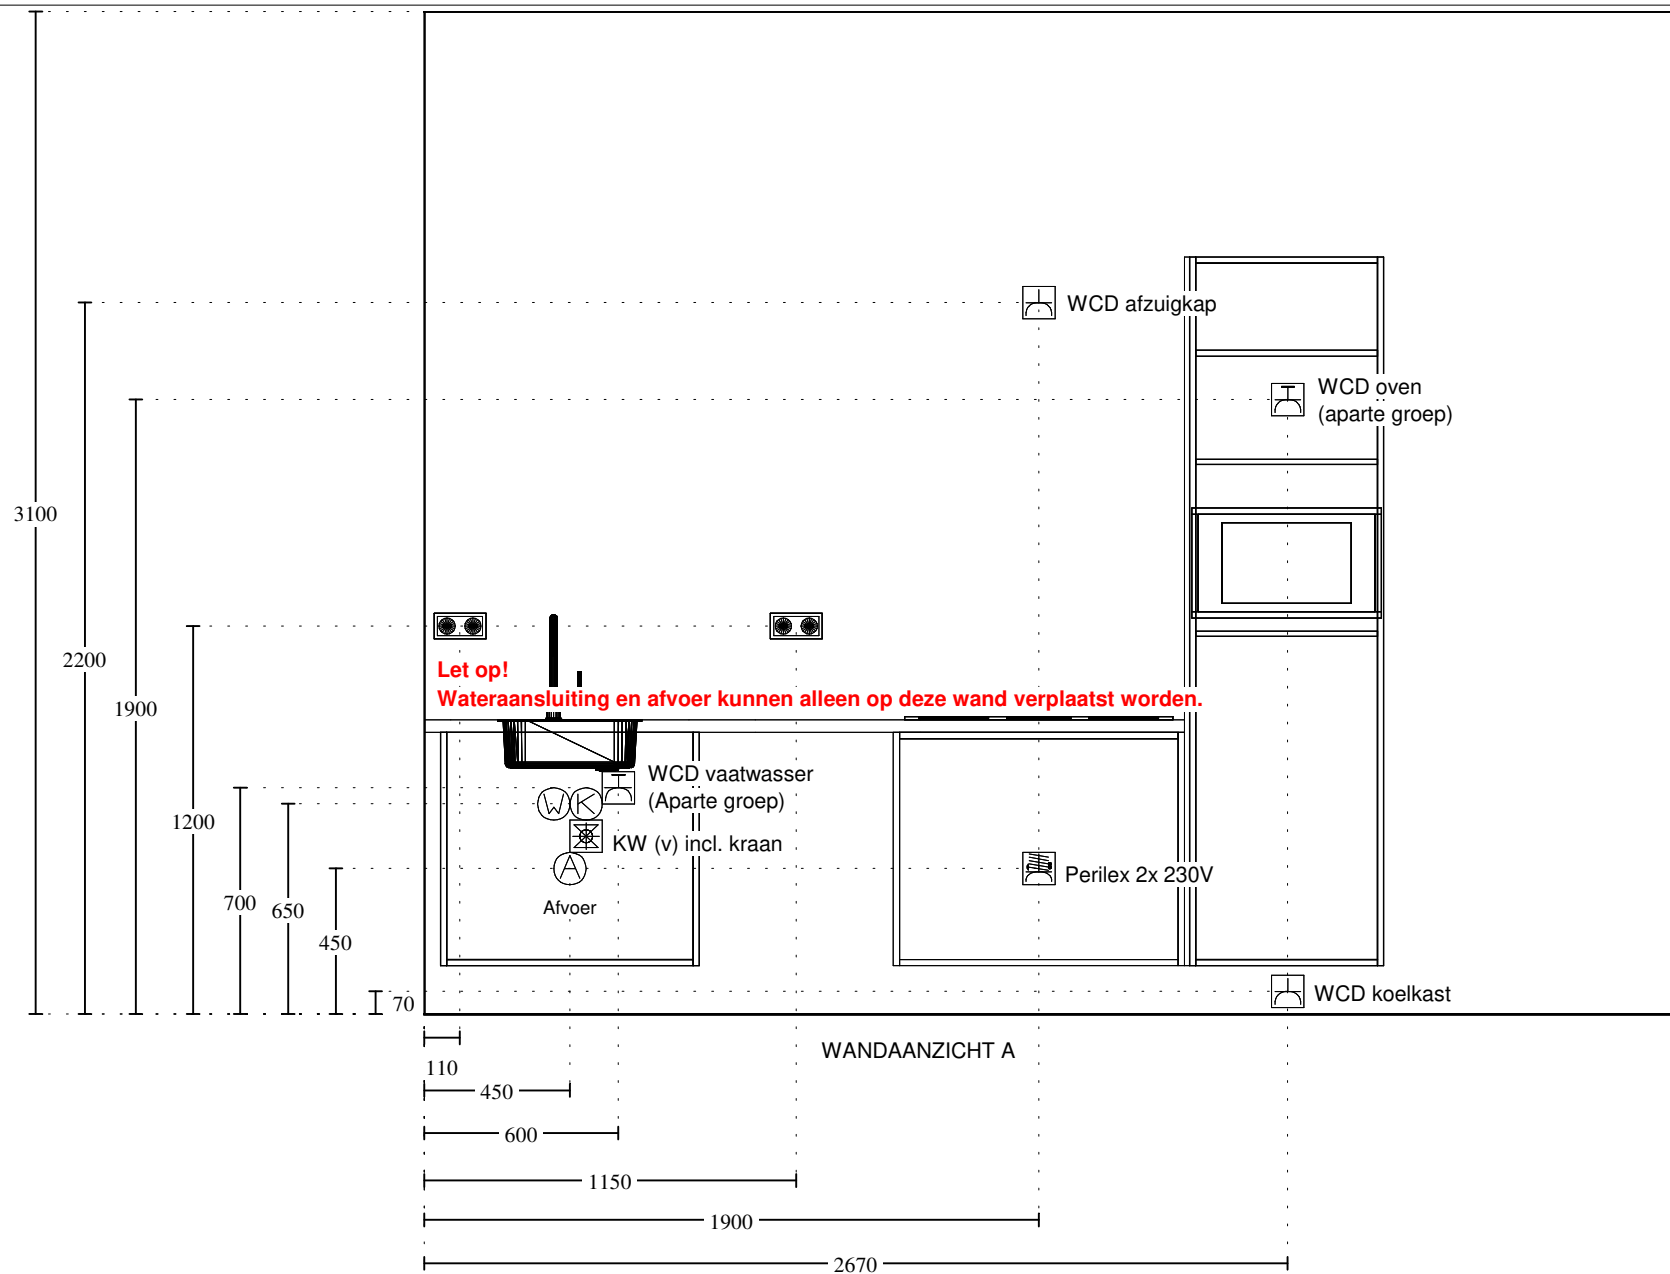 WCD afzuigkap
WCD oven
(aparte groep)
3100
2200
1900
Let op!
Wateraansluiting en afvoer kunnen alleen op deze wand verplaatst worden.
WCD vaatwasser
(Aparte groep)
W
K
1200
KW (v) incl. kraan
A
Perilex 2x 230V
700
650
Afvoer
450
70
WCD koelkast
WANDAANZICHT A
110
450
600
1150
1900
2670